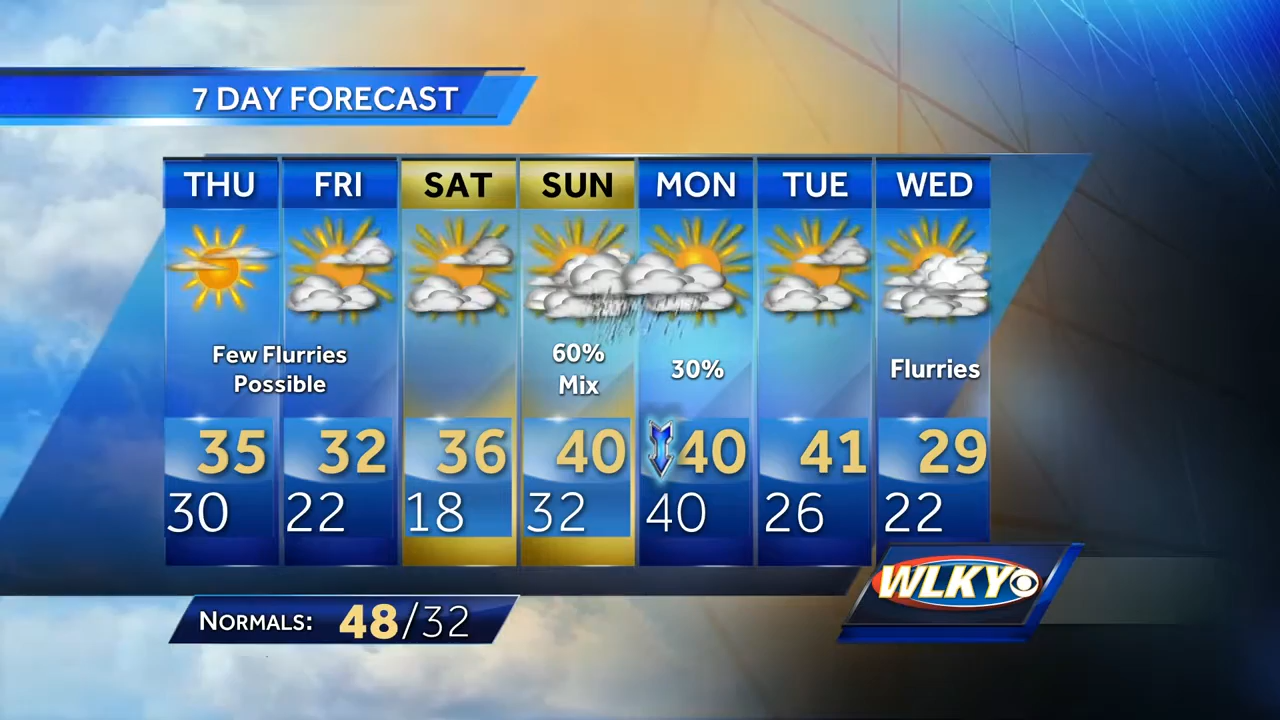 7 DAY FORECAST
THU FRI SAT SUN MON TUE WED
Few Flurries
Possible
60%
Mix
30%
Flurries
35 32 36 40 40 41 29
30 22 18 32 40 26 22
NORMALS: 48/32
WLKY